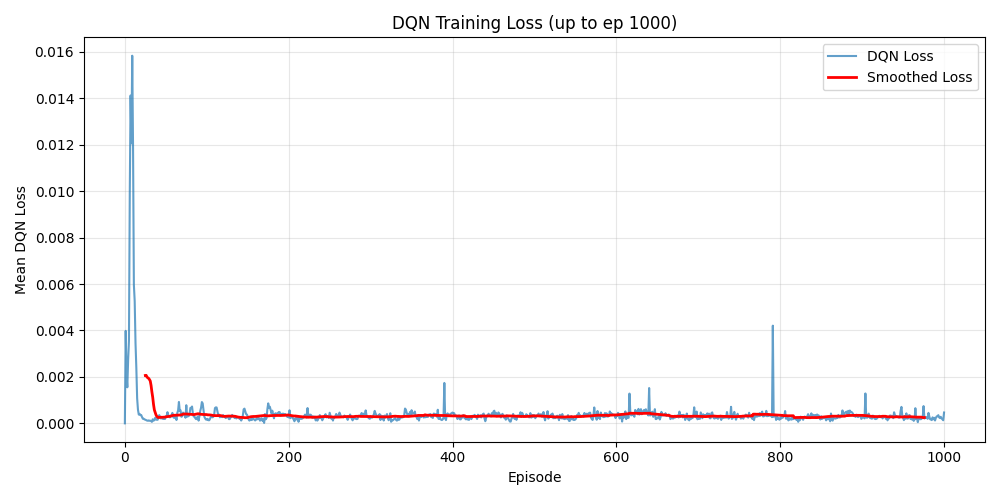 DQN Training Loss (up to ep 1000)
DQN Loss
Smoothed Loss
Mean DQN Loss
0.016
0.014
0.012
0.010
0.008
0.006
0.004
0.002
0.000
0 200 400 600 800 1000
Episode